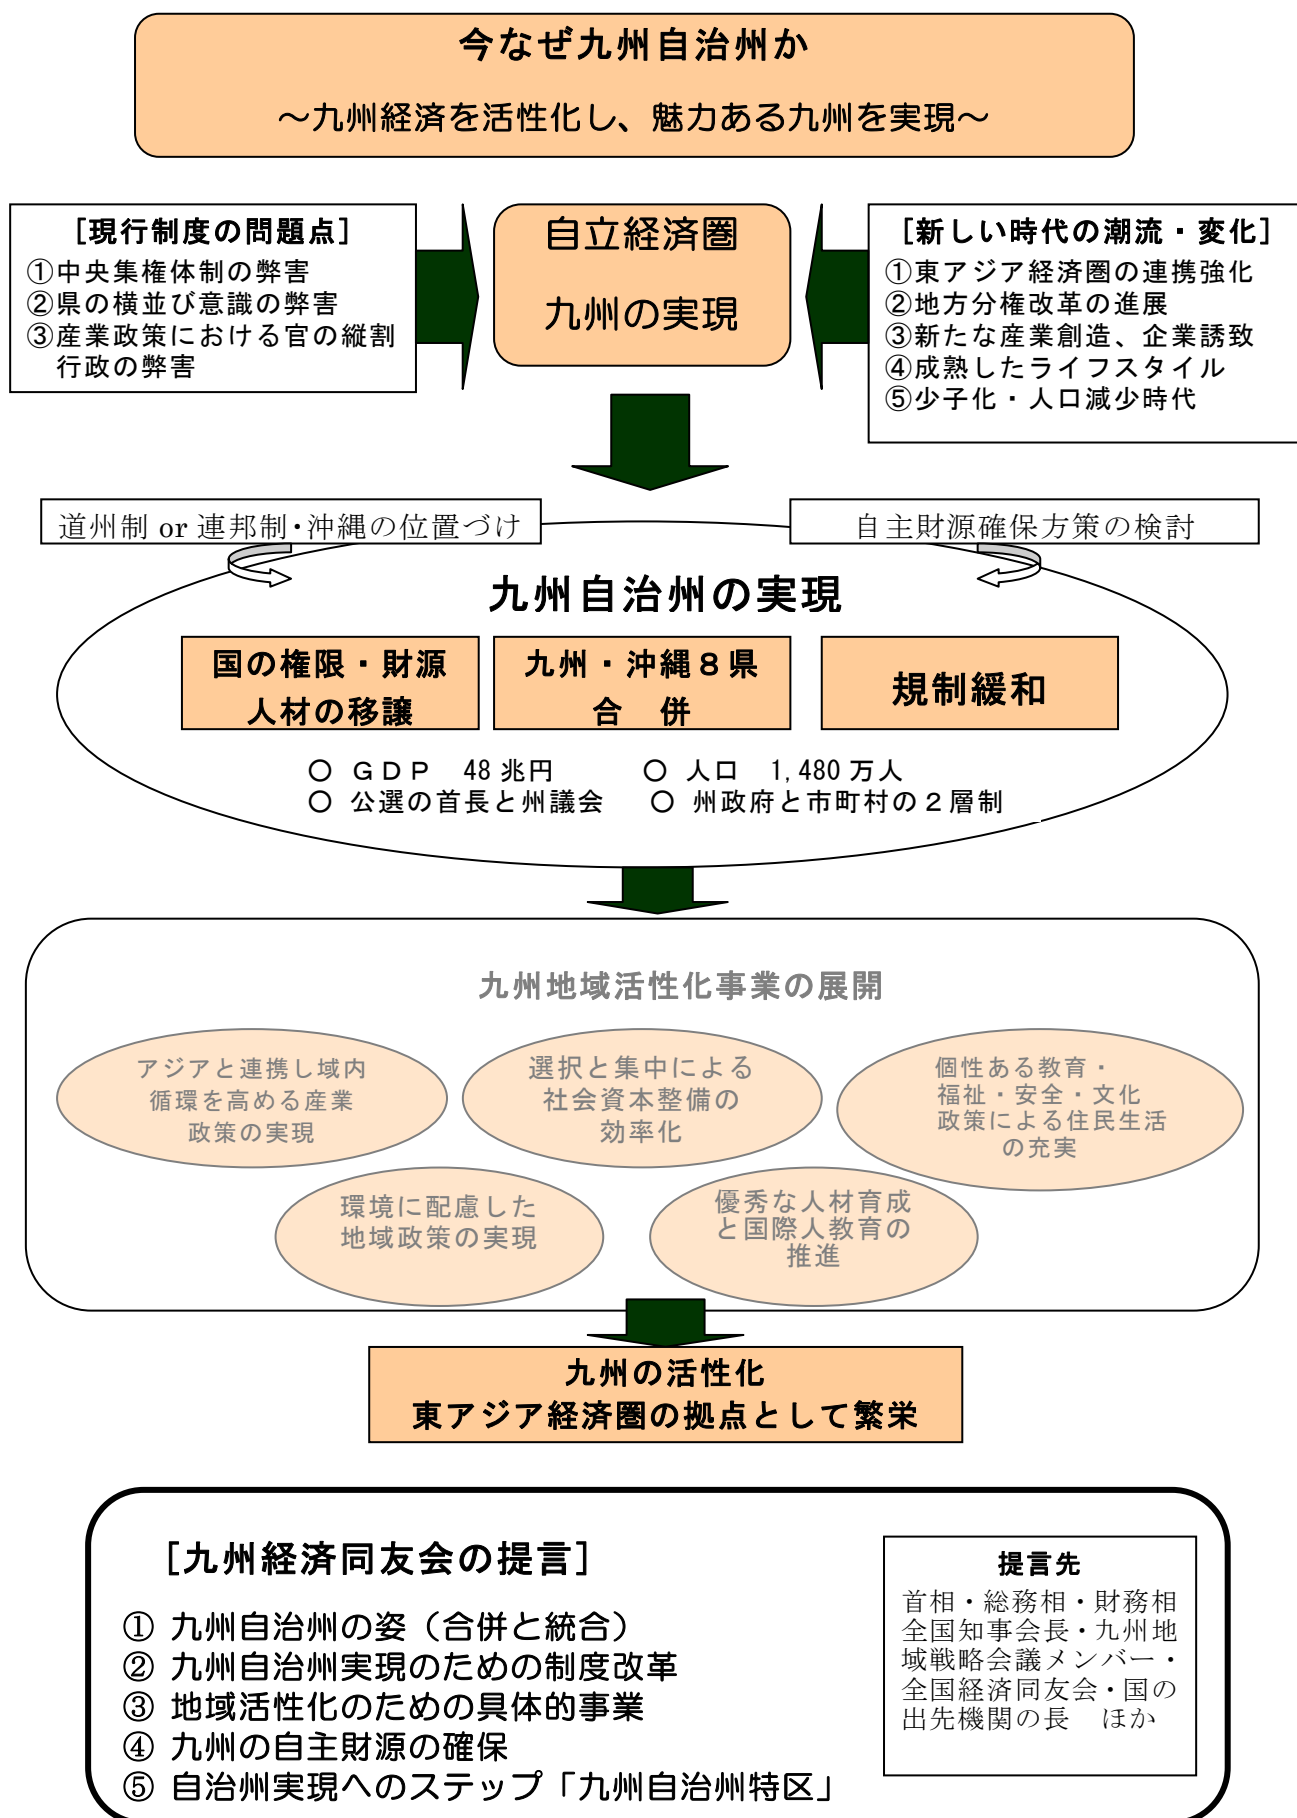 今なぜ九州自治州か
～九州経済を活性化し、魅力ある九州を実現～
［現行制度の問題点］
①中央集権体制の弊害
②県の横並び意識の弊害
③産業政策における官の縦割
行政の弊害
自立経済圏
九州の実現
［新しい時代の潮流・変化］
①東アジア経済圏の連携強化
②地方分権改革の進展
③新たな産業創造、企業誘致
④成熟したライフスタイル
⑤少子化・人口減少時代
道州制 or 連邦制・沖縄の位置づけ
自主財源確保方策の検討
九州自治州の実現
国の権限・財源
人材の移譲
九州・沖縄８県
合　併
規制緩和
○ ＧＤＰ　48 兆円　○ 人口　1,480 万人
○ 公選の首長と州議会　○ 州政府と市町村の２層制
九州地域活性化事業の展開
アジアと連携し域内
循環を高める産業
政策の実現
選択と集中による
社会資本整備の
効率化
個性ある教育・
福祉・安全・文化
政策による住民生活
の充実
環境に配慮した
地域政策の実現
優秀な人材育成
と国際人教育の
推進
九州の活性化
東アジア経済圏の拠点として繁栄
［九州経済同友会の提言］
① 九州自治州の姿（合併と統合）
② 九州自治州実現のための制度改革
③ 地域活性化のための具体的事業
④ 九州の自主財源の確保
⑤ 自治州実現へのステップ「九州自治州特区」
提言先
首相・総務相・財務相
全国知事会長・九州地
域戦略会議メンバー・
全国経済同友会・国の
出先機関の長　ほか